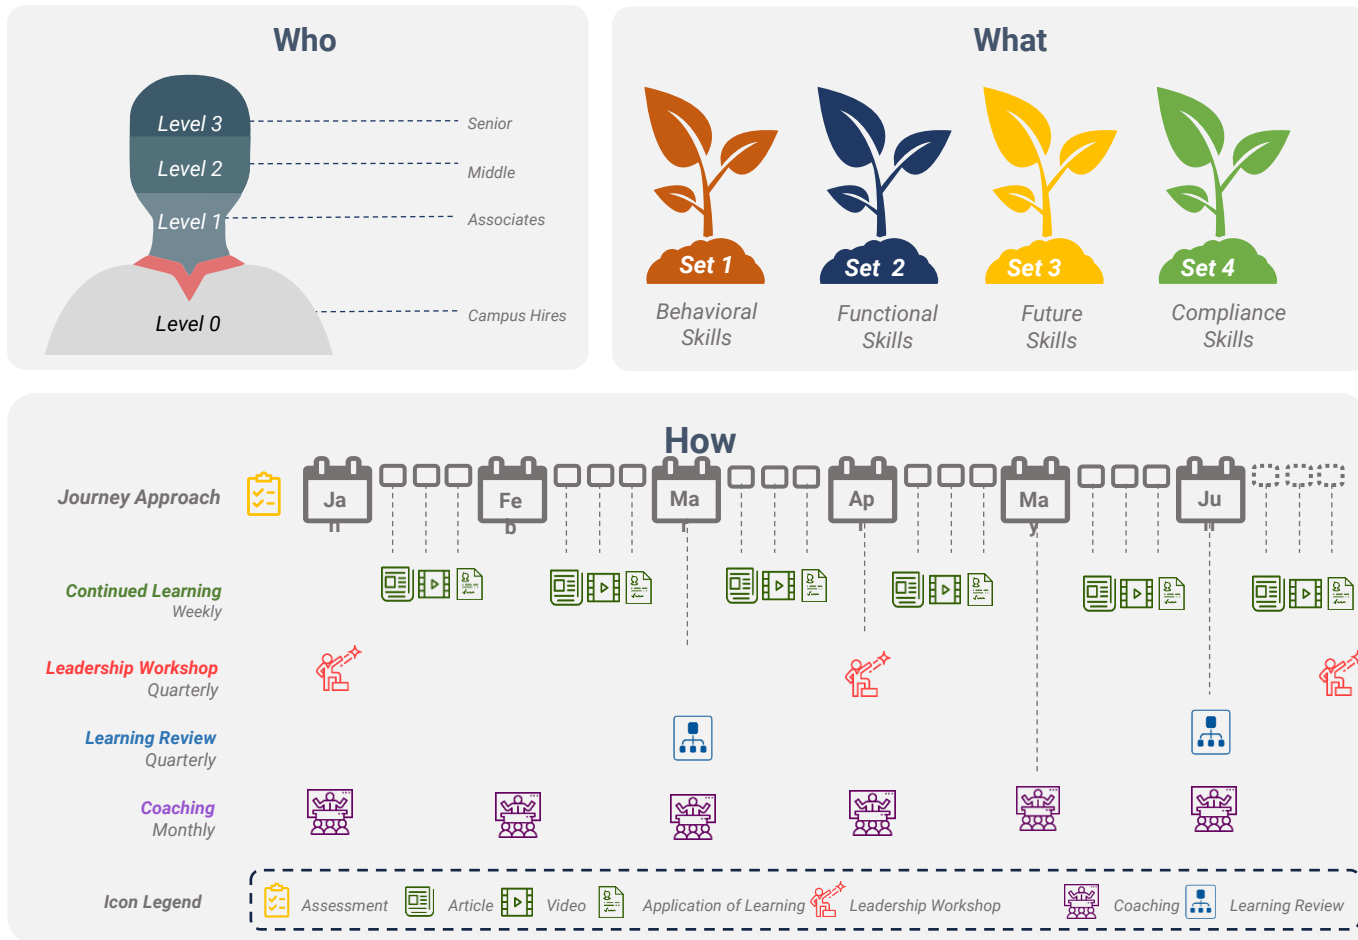 Who
Level 3
Senior
Level 2
Middle
Level 1
Associates
Level 0
Campus Hires
What
Set 1
Set 2
Set 3
Set 4
Behavioral
Skills
Functional
Skills
Future
Skills
Compliance
Skills
How
Journey Approach
Ja
n
Fe
b
Ma
r
Ap
r
Ma
y
Ju
n
Continued Learning
Weekly
Leadership Workshop
Quarterly
Learning Review
Quarterly
Coaching
Monthly
Icon Legend
Assessment
Article
Video
Application of Learning
Leadership Workshop
Coaching
Learning Review